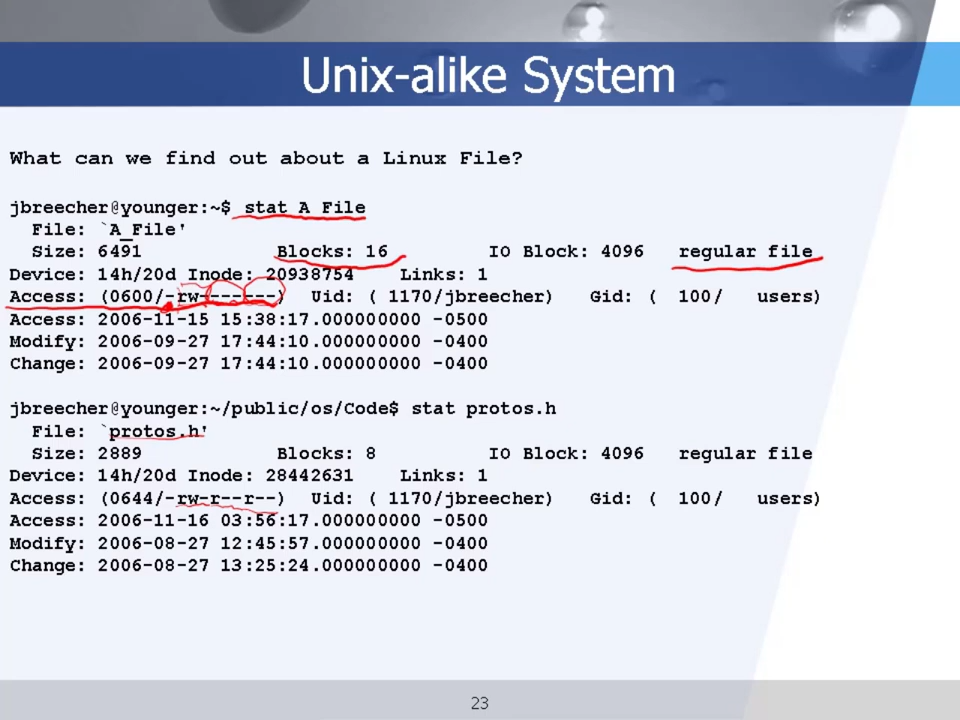 Unix-alike System
What can we find out about a Linux File?
jbreecher@younger:~$ stat A File
File: `A_File'
Size: 6491 Blocks: 16 IO Block: 4096 regular file
Device: 14h/20d Inode: 20938754 Links: 1
Access: (0600/-rw-------) Uid: ( 1170/jbreecher) Gid: ( 100/ users)
Access: 2006-11-15 15:38:17.000000000 -0500
Modify: 2006-09-27 17:44:10.000000000 -0400
Change: 2006-09-27 17:44:10.000000000 -0400
jbreecher@younger:~/public/os/Code$ stat protos.h
File: `protos.h'
Size: 2889 Blocks: 8 IO Block: 4096 regular file
Device: 14h/20d Inode: 28442631 Links: 1
Access: (0644/-rw-r--r--) Uid: ( 1170/jbreecher) Gid: ( 100/ users)
Access: 2006-11-16 03:56:17.000000000 -0500
Modify: 2006-08-27 12:45:57.000000000 -0400
Change: 2006-08-27 13:25:24.000000000 -0400
23